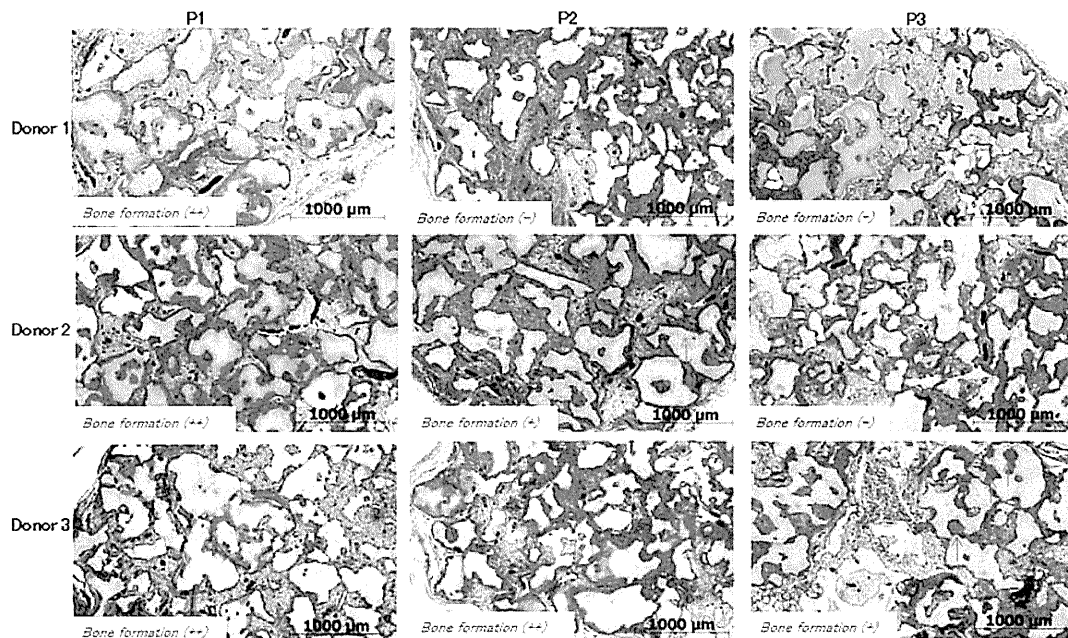 P1 P2 P3
Donor 1
1000 µm 1000 µm 1000 µm
Bone formation (++) Bone formation (−) Bone formation (−)
Donor 2
1000 µm 1000 µm 1000 µm
Bone formation (++) Bone formation (+) Bone formation (−)
Donor 3
1000 µm 1000 µm 1000 µm
Bone formation (++) Bone formation (++) Bone formation (+)